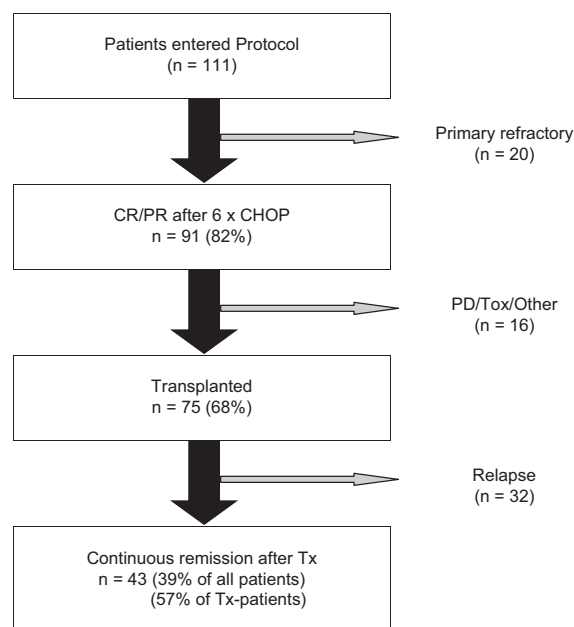 Patients entered Protocol
(n = 111)
Primary refractory
(n = 20)
CR/PR after 6 x CHOP
n = 91 (82%)
PD/Tox/Other
(n = 16)
Transplanted
n = 75 (68%)
Relapse
(n = 32)
Continuous remission after Tx
n = 43 (39% of all patients)
(57% of Tx-patients)